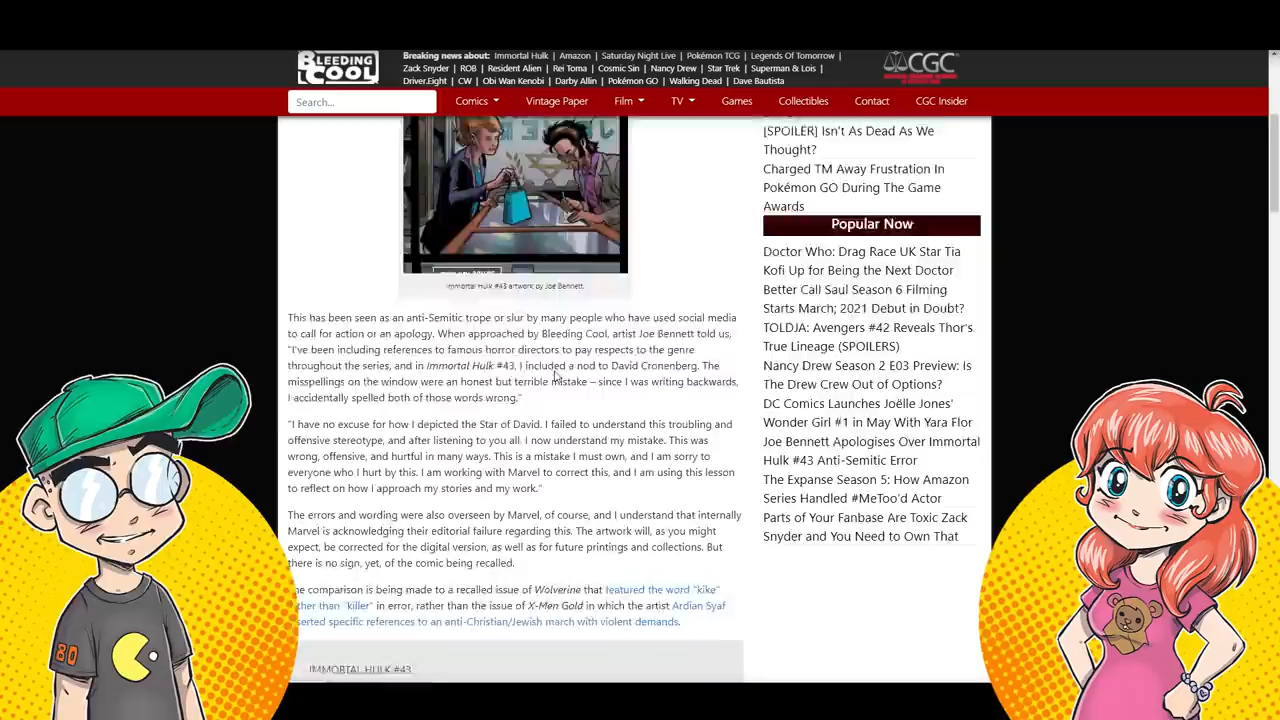 BLEEDING COOL
Breaking news about: Immortal Hulk | Amazon | Saturday Night Live | Pokémon TCG | Legends Of Tomorrow |
Zack Snyder | ROB | Resident Alien | Rei Toma | Cosmic Sin | Nancy Drew | Star Trek | Superman & Lois |
Driver.Eight | CW | Obi Wan Kenobi | Darby Allin | Pokémon GO | Walking Dead | Dave Bautista
CGC
Search...
Comics
Vintage Paper
Film
TV
Games
Collectibles
Contact
CGC Insider
Immortal Hulk #43 artwork by Joe Bennett.
This has been seen as an anti-Semitic trope or slur by many people who have used social media
to call for action or an apology. When approached by Bleeding Cool, artist Joe Bennett told us,
"I've been including references to famous horror directors to pay respects to the genre
throughout the series, and in Immortal Hulk #43, I included a nod to David Cronenberg. The
misspellings on the window were an honest but terrible mistake – since I was writing backwards,
I accidentally spelled both of those words wrong."
"I have no excuse for how I depicted the Star of David. I failed to understand this troubling and
offensive stereotype, and after listening to you all, I now understand my mistake. This was
wrong, offensive, and hurtful in many ways. This is a mistake I must own, and I am sorry to
everyone who I hurt by this. I am working with Marvel to correct this, and I am using this lesson
to reflect on how I approach my stories and my work."
The errors and wording were also overseen by Marvel, of course, and I understand that internally
Marvel is acknowledging their editorial failure regarding this. The artwork will, as you might
expect, be corrected for the digital version, as well as for future printings and collections. But
there is no sign, yet, of the comic being recalled.
ne comparison is being made to a recalled issue of Wolverine that featured the word "kike"
ther than "killer" in error, rather than the issue of X-Men Gold in which the artist Ardian Syaf
serted specific references to an anti-Christian/Jewish march with violent demands.
IMMORTAL HULK #43
[SPOILER] Isn't As Dead As We
Thought?
Charged TM Away Frustration In
Pokémon GO During The Game
Awards
Popular Now
Doctor Who: Drag Race UK Star Tia
Kofi Up for Being the Next Doctor
Better Call Saul Season 6 Filming
Starts March; 2021 Debut in Doubt?
TOLDJA: Avengers #42 Reveals Thor's
True Lineage (SPOILERS)
Nancy Drew Season 2 E03 Preview: Is
The Drew Crew Out of Options?
DC Comics Launches Joëlle Jones'
Wonder Girl #1 in May With Yara Flor
Joe Bennett Apologises Over Immortal
Hulk #43 Anti-Semitic Error
The Expanse Season 5: How Amazon
Series Handled #MeToo'd Actor
Parts of Your Fanbase Are Toxic Zack
Snyder and You Need to Own That
80